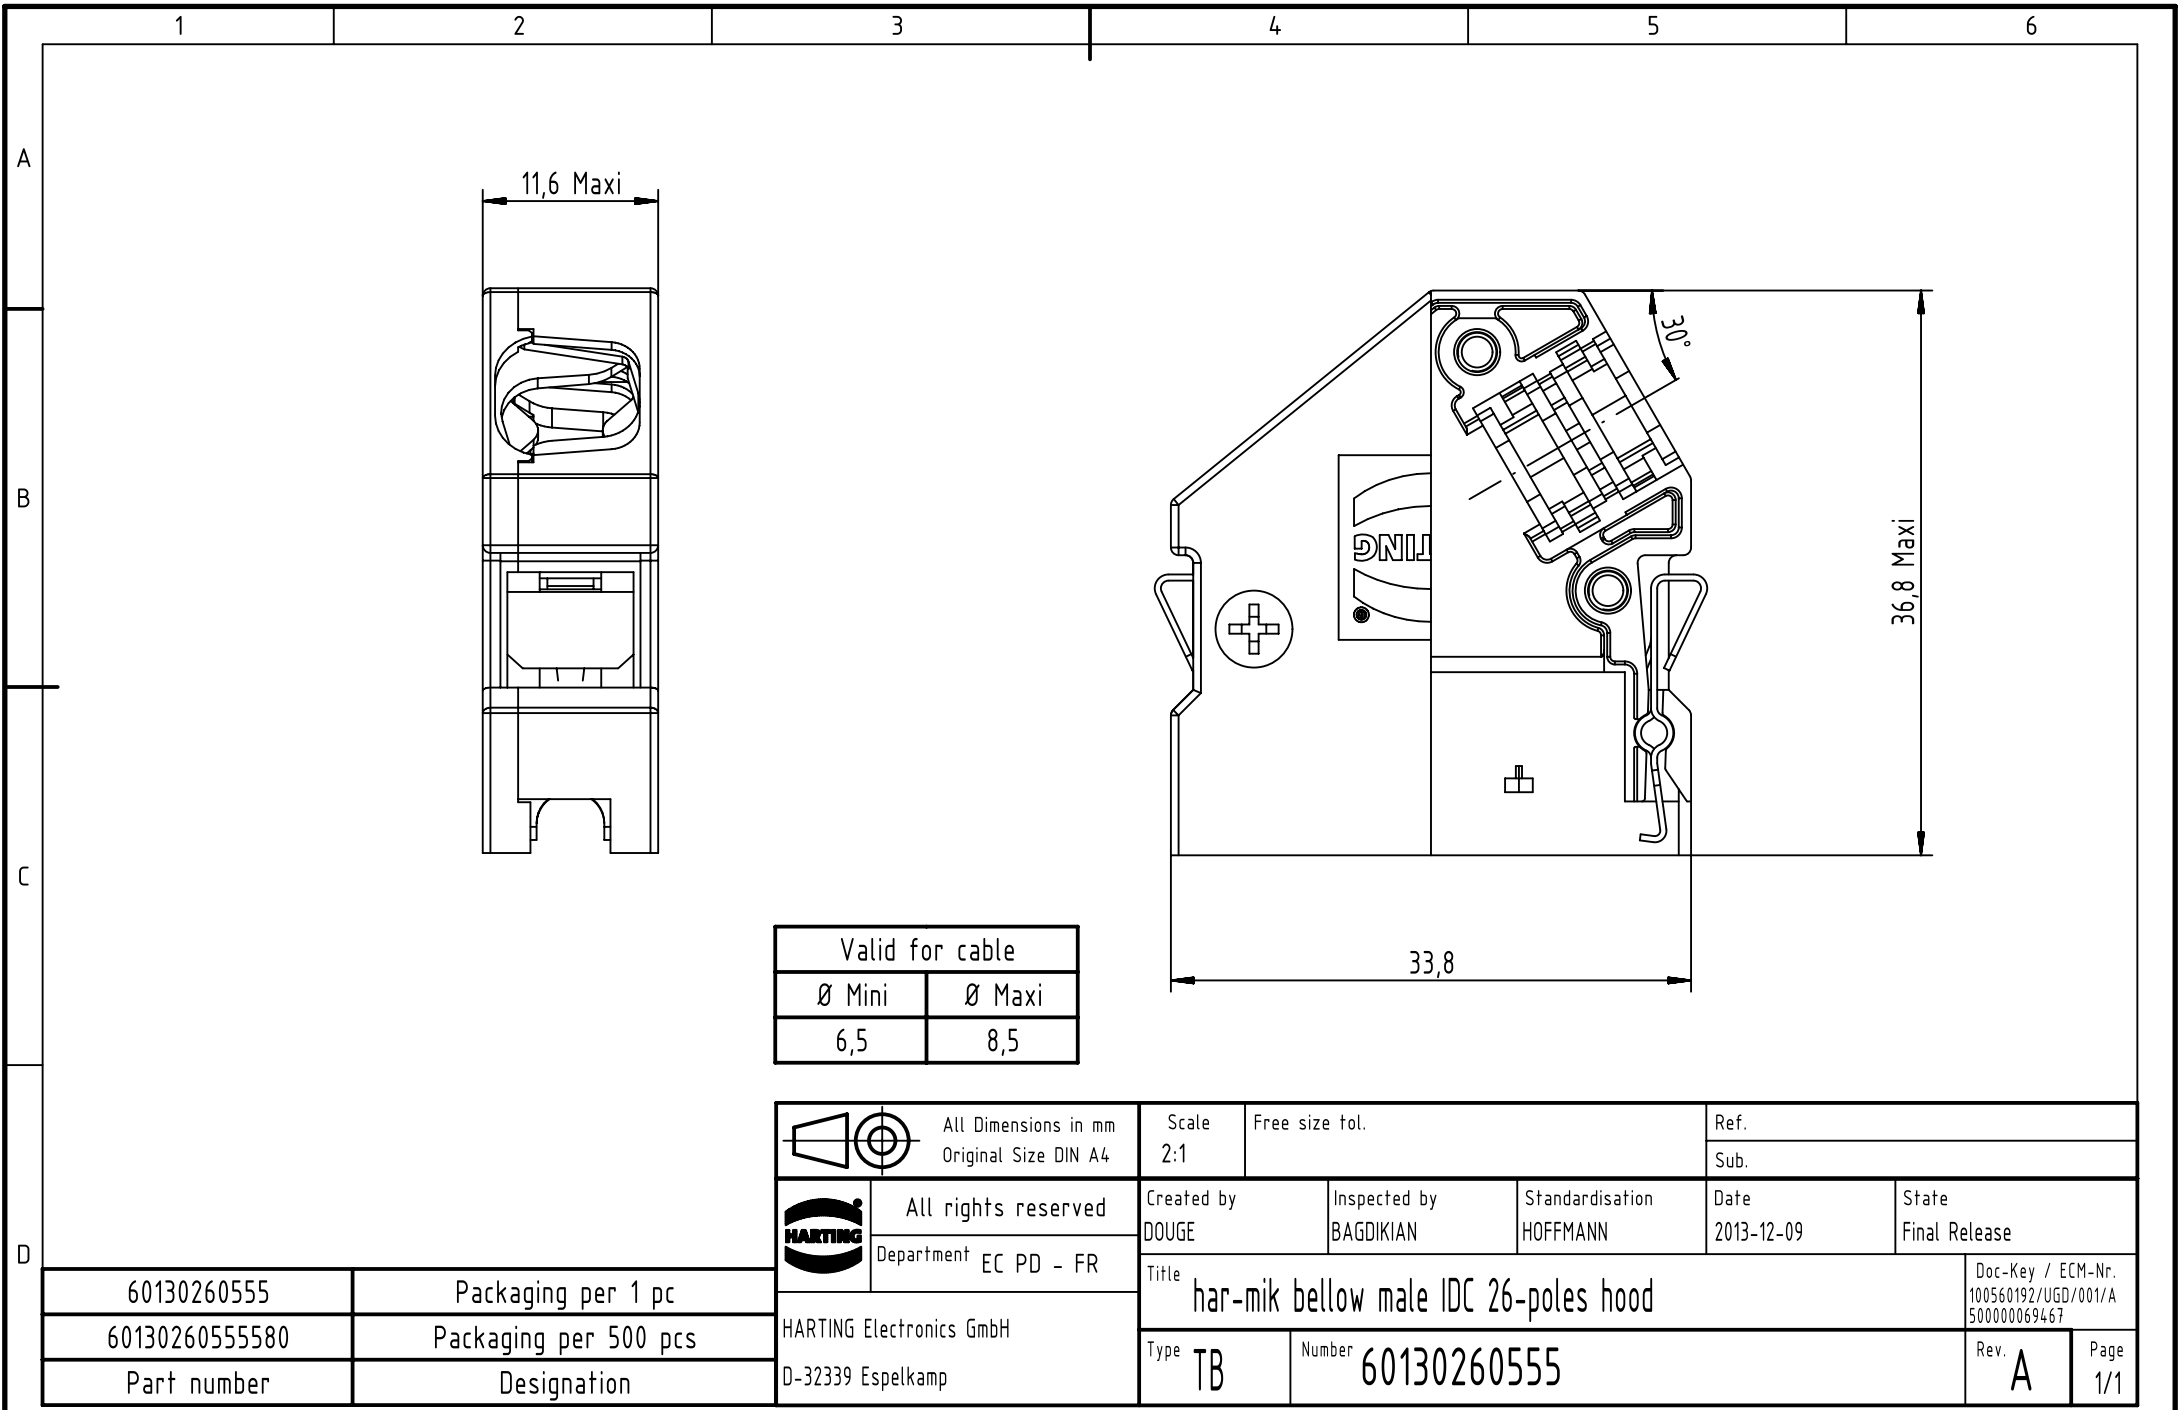 1 2 3 4 5 6
A
B
C
D
11,6 Maxi
30°
36,8 Maxi
33,8
TING
Valid for cable
Ø Mini Ø Maxi
6,5 8,5
All Dimensions in mm
Original Size DIN A4
Scale
2:1
Free size tol.
Ref.
Sub.
HARTING
All rights reserved
Department EC PD - FR
HARTING Electronics GmbH
D-32339 Espelkamp
Created by
DOUGE
Inspected by
BAGDIKIAN
Standardisation
HOFFMANN
Date
2013-12-09
State
Final Release
Title har-mik bellow male IDC 26-poles hood
Doc-Key / ECM-Nr.
100560192/UGD/001/A
500000069467
Type TB
Number 60130260555
Rev. A
Page
1/1
60130260555 Packaging per 1 pc
60130260555580 Packaging per 500 pcs
Part number Designation